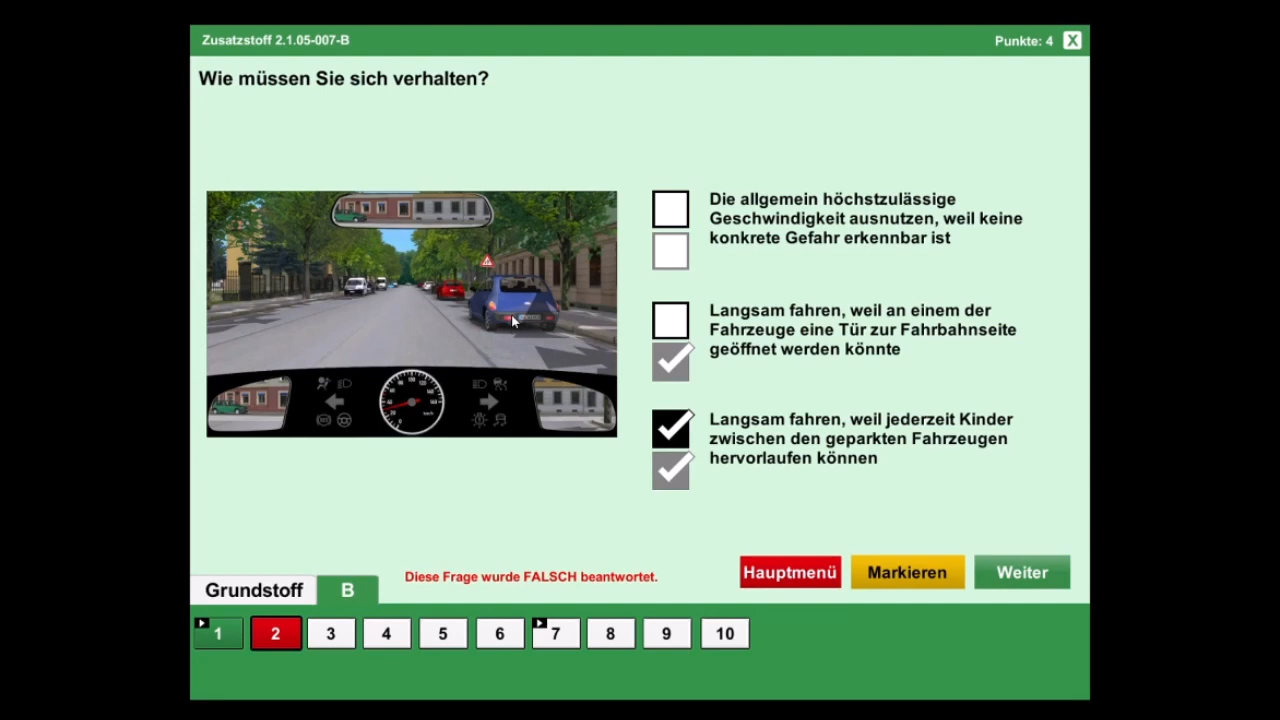 Zusatzstoff 2.1.05-007-B
Punkte: 4 X
Wie müssen Sie sich verhalten?
Die allgemein höchstzulässige
Geschwindigkeit ausnutzen, weil keine
konkrete Gefahr erkennbar ist
Langsam fahren, weil an einem der
Fahrzeuge eine Tür zur Fahrbahnseite
geöffnet werden könnte
Langsam fahren, weil jederzeit Kinder
zwischen den geparkten Fahrzeugen
hervorlaufen können
Hauptmenü
Markieren
Weiter
Diese Frage wurde FALSCH beantwortet.
Grundstoff
B
1 2 3 4 5 6 7 8 9 10